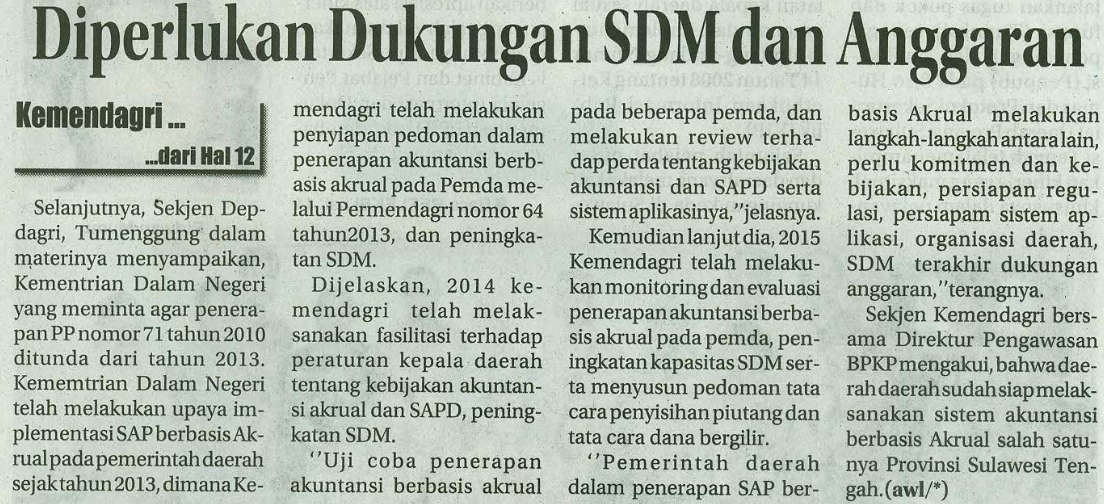 Diperlukan Dukungan SDM dan Anggaran
Kemendagri ...
...dari Hal 12
Selanjutnya, Sekjen Dep-
dagri, Tumenggung dalam
materinya menyampaikan,
Kementrian Dalam Negeri
yang meminta agar penera-
pan PP nomor 71 tahun 2010
ditunda dari tahun 2013.
Kememtrian Dalam Negeri
telah melakukan upaya im-
plementasi SAP berbasis Ak-
rual pada pemerintah daerah
sejak tahun 2013, dimana Ke-
mendagri telah melakukan
penyiapan pedoman dalam
penerapan akuntansi berb-
asis akrual pada Pemda me-
lalui Permendagri nomor 64
tahun2013, dan peningka-
tan SDM.
Dijelaskan, 2014 ke-
mendagri telah melak-
sanakan fasilitasi terhadap
peraturan kepala daerah
tentang kebijakan akuntan-
si akrual dan SAPD, pening-
katan SDM.
''Uji coba penerapan
akuntansi berbasis akrual
pada beberapa pemda, dan
melakukan review terha-
dap perda tentang kebijakan
akuntansi dan SAPD serta
sistem aplikasinya,''jelasnya.
Kemudian lanjut dia, 2015
Kemendagri telah melaku-
kan monitoring dan evaluasi
penerapan akuntansi berba-
sis akrual pada pemda, pen-
ingkatan kapasitas SDM ser-
ta menyusun pedoman tata
cara penyisihan piutang dan
tata cara dana bergilir.
''Pemerintah daerah
dalam penerapan SAP ber-
basis Akrual melakukan
langkah-langkah antara lain,
perlu komitmen dan ke-
bijakan, persiapan regu-
lasi, persiapam sistem ap-
likasi, organisasi daerah,
SDM terakhir dukungan
anggaran,''terangnya.
Sekjen Kemendagri bers-
ama Direktur Pengawasan
BPKP mengakui, bahwa dae-
rah daerah sudah siap melak-
sanakan sistem akuntansi
berbasis Akrual salah satu-
nya Provinsi Sulawesi Ten-
gah.(awl/*)